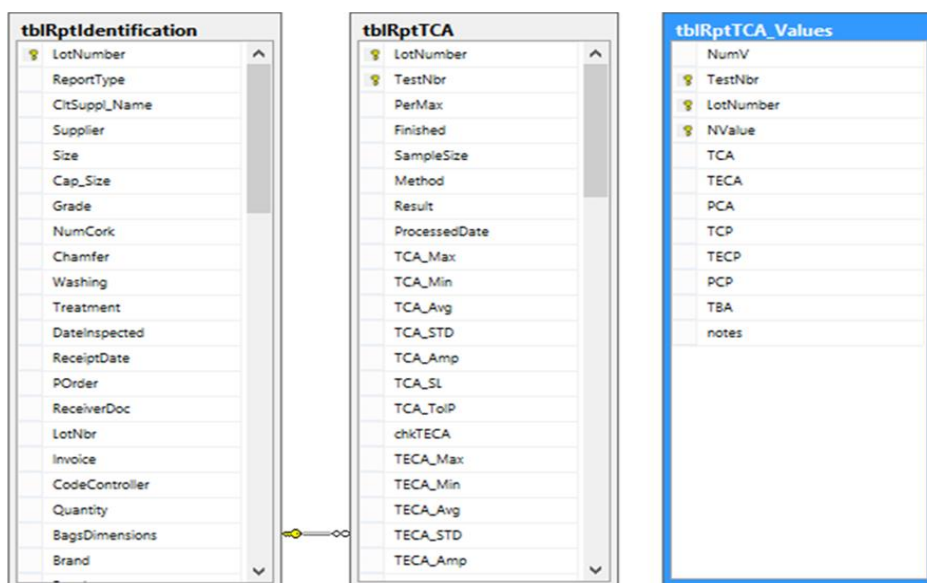 tblRptIdentification
LotNumber
ReportType
CltSuppl_Name
Supplier
Size
Cap_Size
Grade
NumCork
Chamfer
Washing
Treatment
DateInspected
ReceiptDate
POrder
ReceiverDoc
LotNbr
Invoice
CodeController
Quantity
BagsDimensions
Brand
tblRptTCA
LotNumber
TestNbr
PerMax
Finished
SampleSize
Method
Result
ProcessedDate
TCA_Max
TCA_Min
TCA_Avg
TCA_STD
TCA_Amp
TCA_SL
TCA_TolP
chkTECA
TECA_Max
TECA_Min
TECA_Avg
TECA_STD
TECA_Amp
tblRptTCA_Values
NumV
TestNbr
LotNumber
NValue
TCA
TECA
PCA
TCP
TECP
PCP
TBA
notes